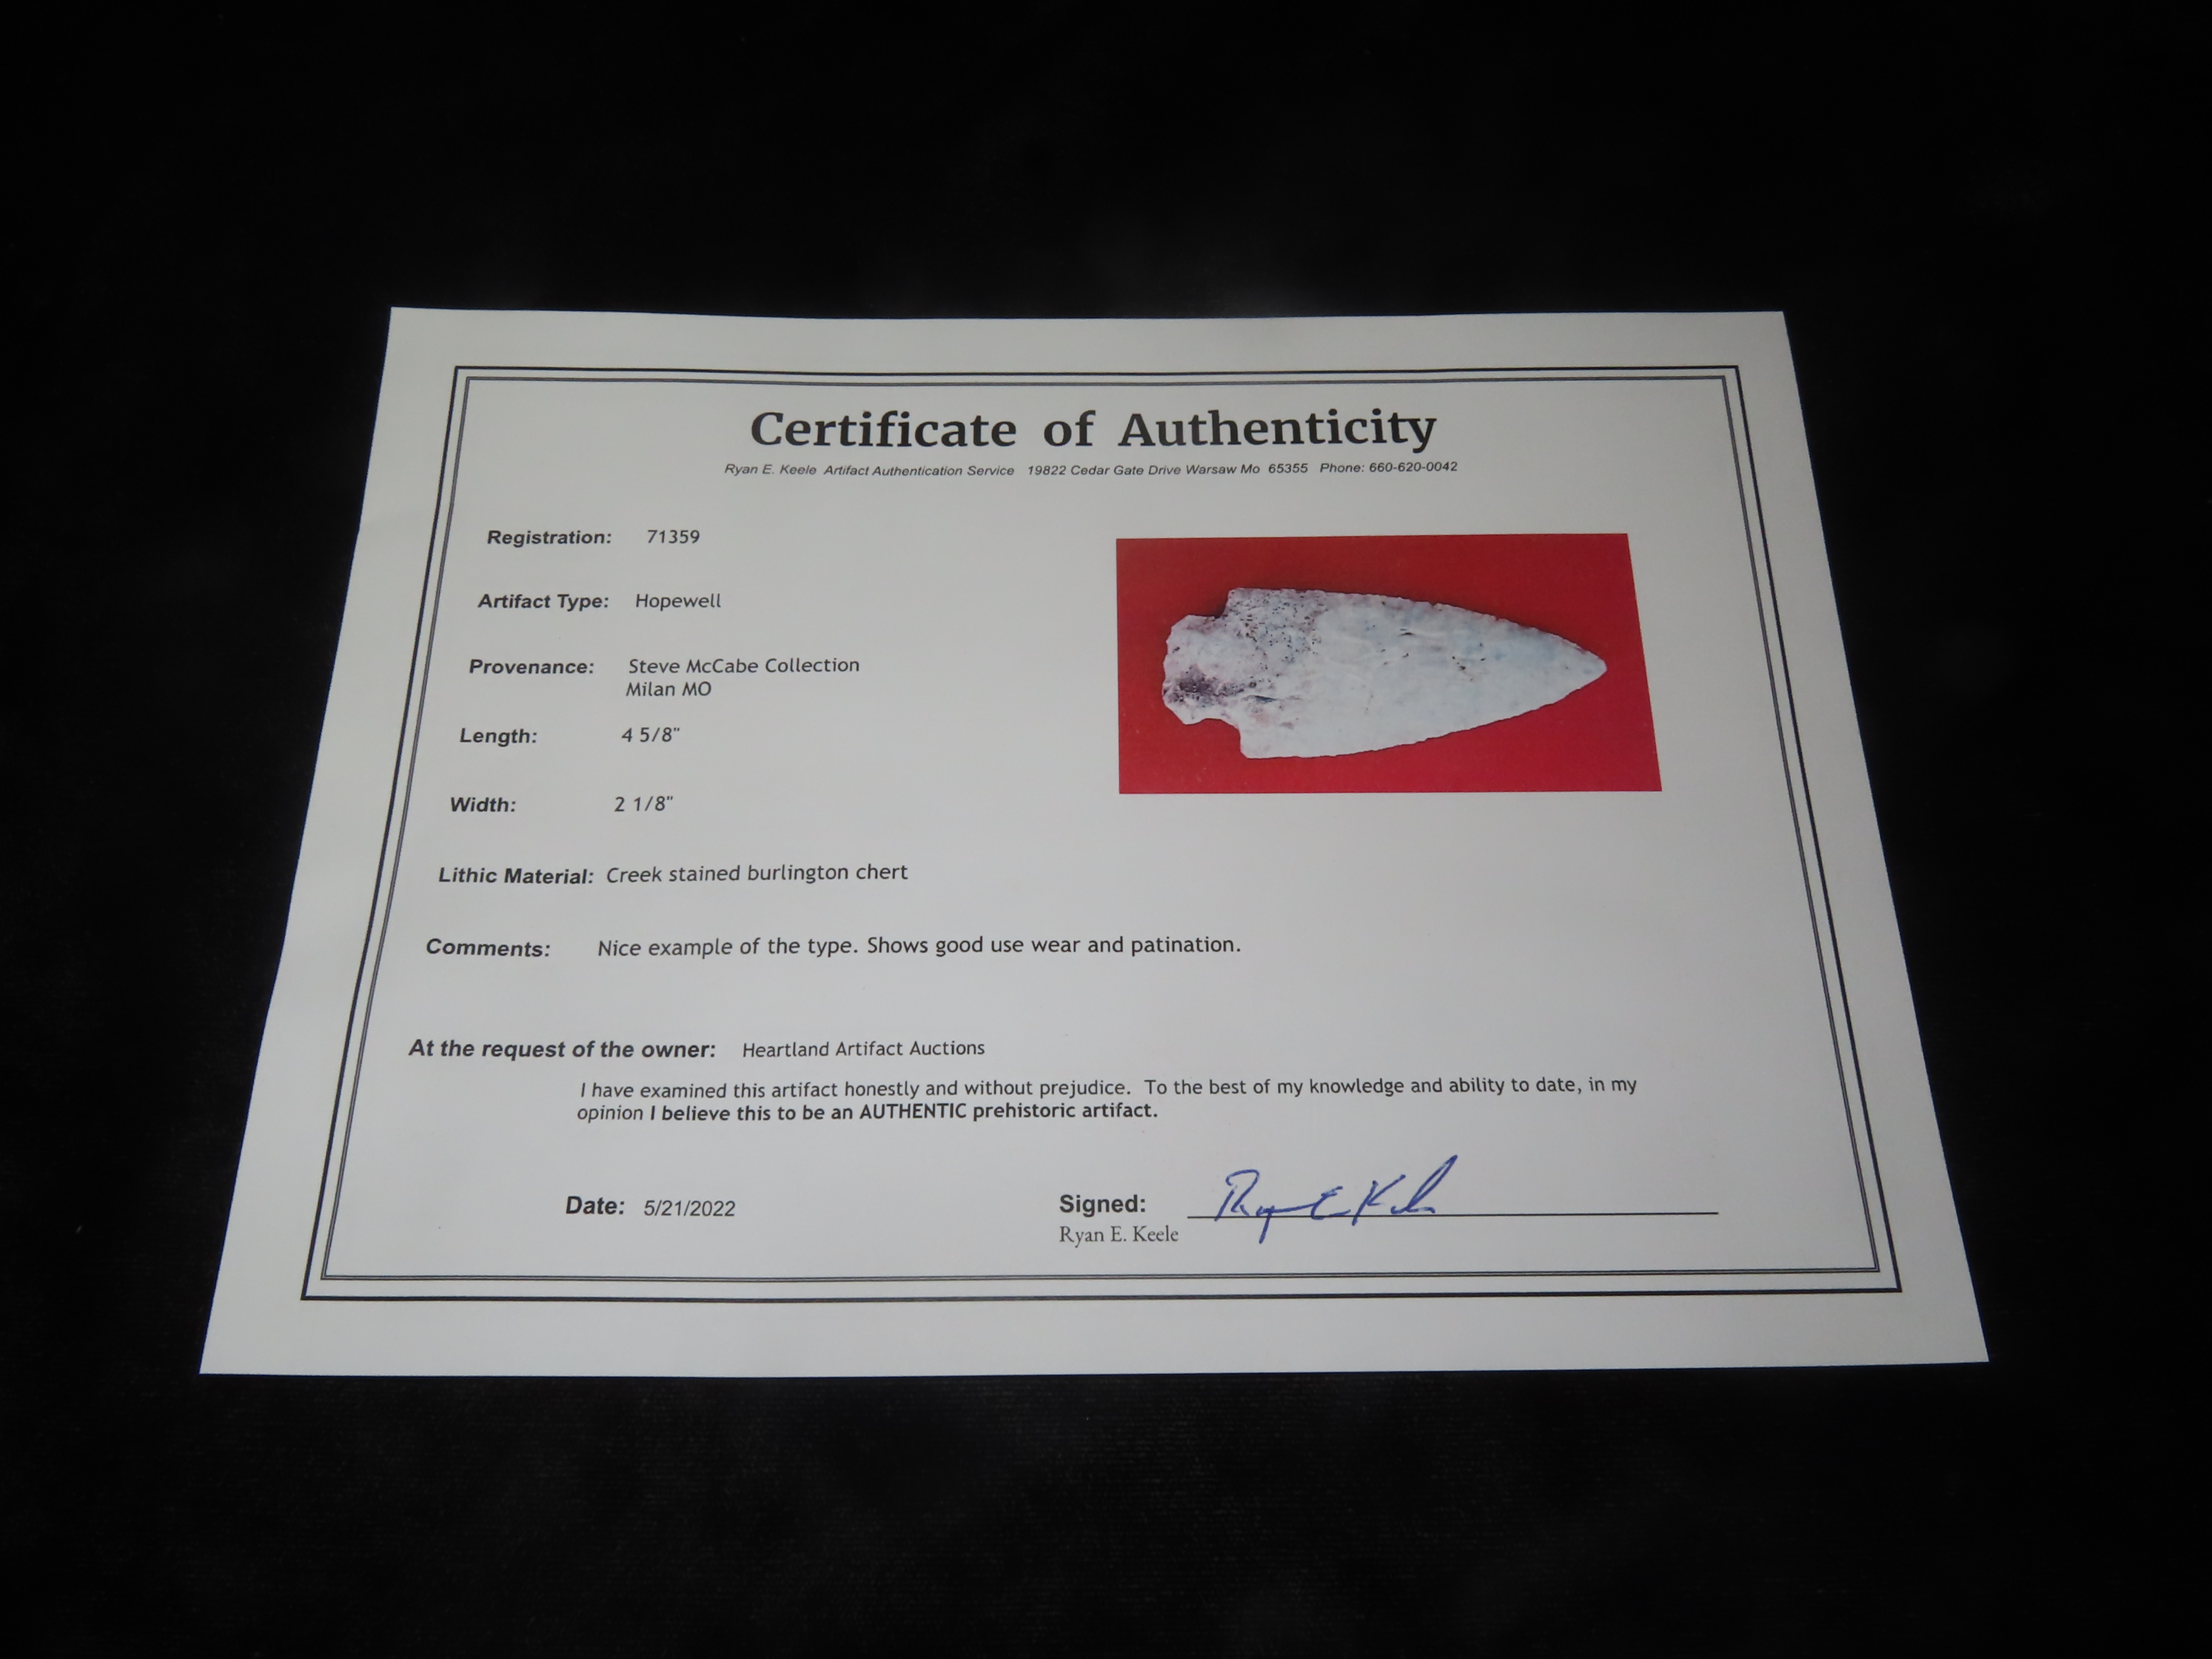 Certificate of Authenticity
Ryan E. Keele Artifact Authentication Service 19822 Cedar Gate Drive Warsaw Mo 65355 Phone: 660-620-0042
Registration: 71359
Artifact Type: Hopewell
Provenance: Steve McCabe Collection
Milan MO
Length: 4 5/8"
Width: 2 1/8"
Lithic Material: Creek stained burlington chert
Comments: Nice example of the type. Shows good use wear and patination.
At the request of the owner: Heartland Artifact Auctions
I have examined this artifact honestly and without prejudice. To the best of my knowledge and ability to date, in my
opinion I believe this to be an AUTHENTIC prehistoric artifact.
Date: 5/21/2022
Signed: Ryan E Keele
Ryan E. Keele